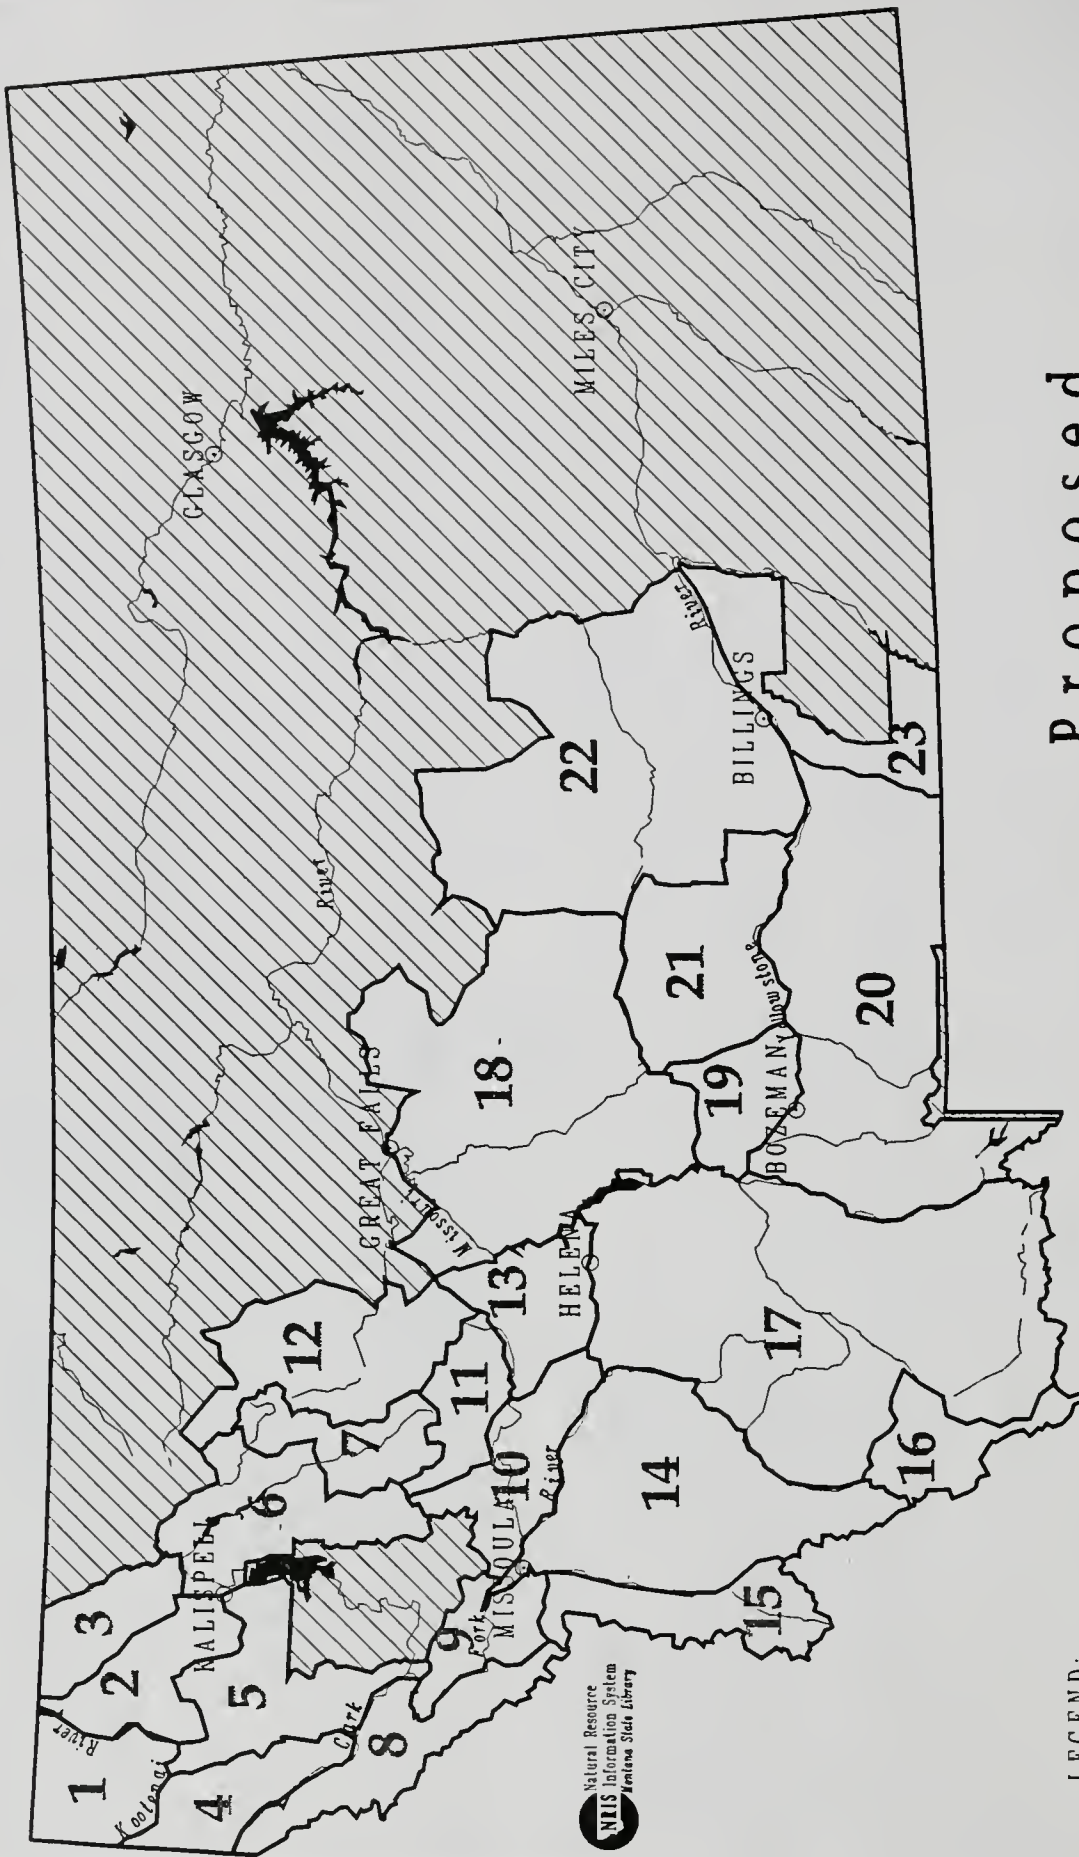 1
2
3
4
5
6
7
8
9
10
11
12
13
14
15
16
17
18
19
20
21
22
23
KALISPELL
GREAT FALLS
GLASGOW
MILES CITY
MISSOULA
HELENA
BOZEMAN
BILLINGS
Kootenai
River
Clark
Fork
River
Missouri
River
River
Natural Resource
NRIS Information System
Montana State Library
Proposed
LEGEND: